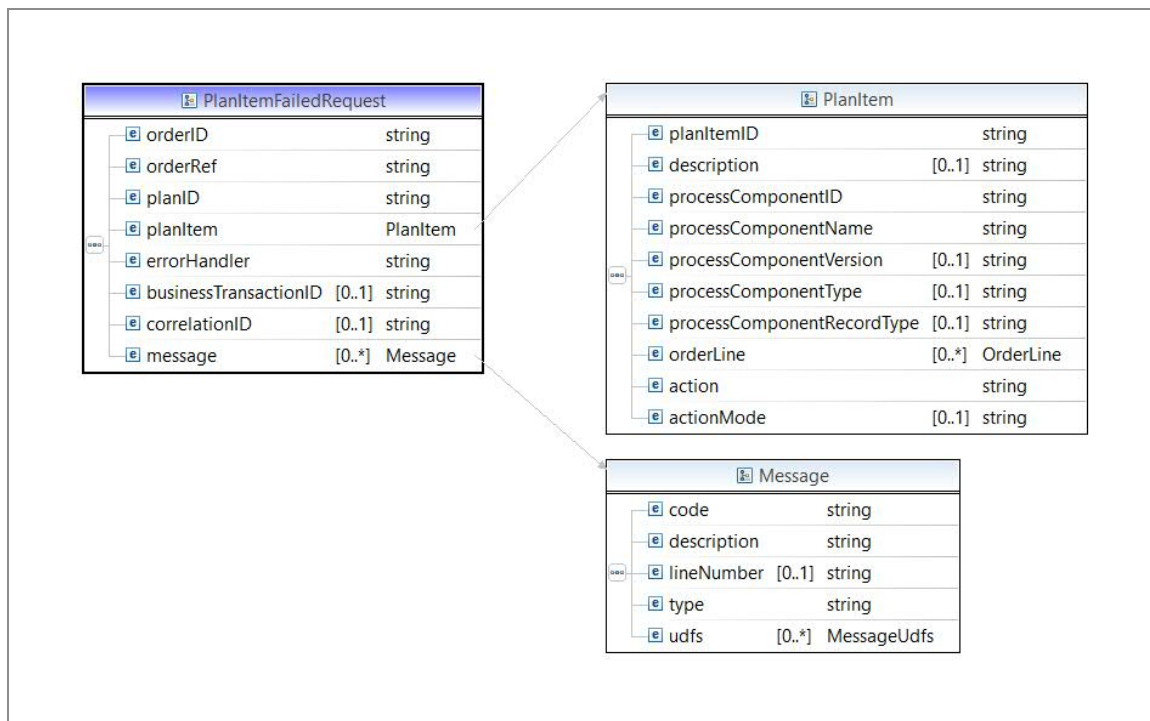 PlanItemFailedRequest
orderID string
orderRef string
planID string
planItem PlanItem
errorHandler string
businessTransactionID [0..1] string
correlationID [0..1] string
message [0..*] Message
PlanItem
planItemID string
description [0..1] string
processComponentID string
processComponentName string
processComponentVersion [0..1] string
processComponentType [0..1] string
processComponentRecordType [0..1] string
orderLine [0..*] OrderLine
action string
actionMode [0..1] string
Message
code string
description string
lineNumber [0..1] string
type string
udfs [0..*] MessageUdfs